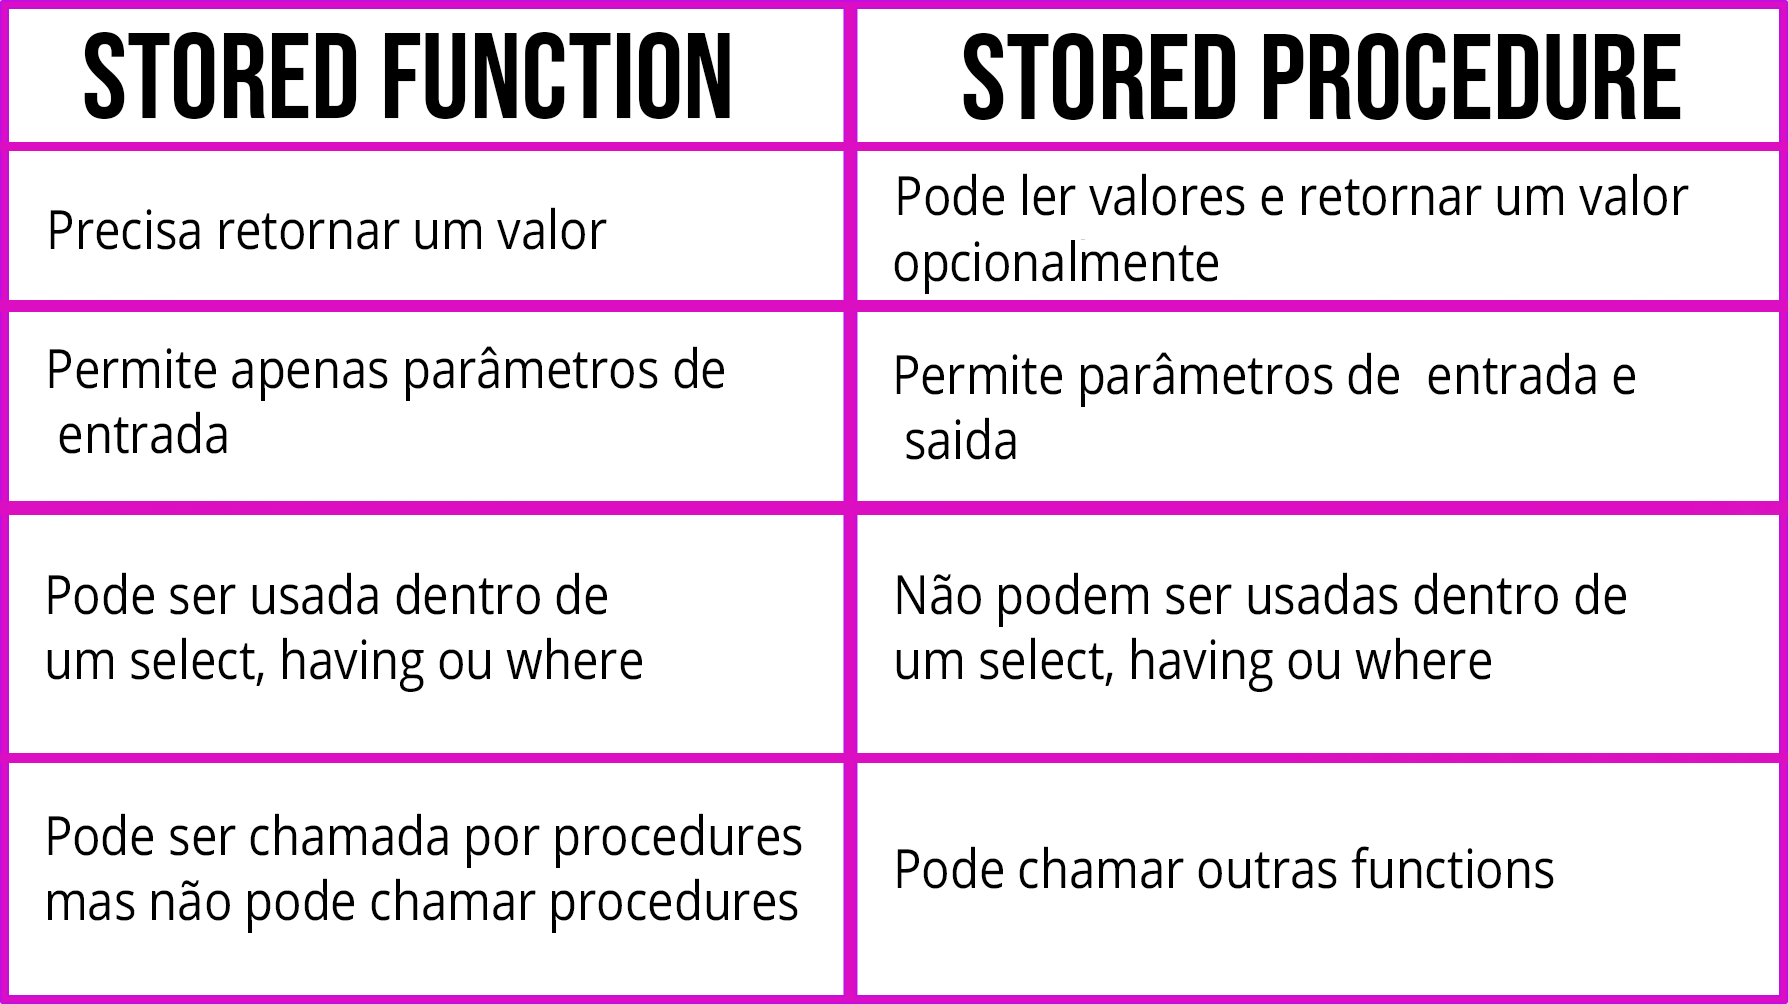 STORED FUNCTION
STORED PROCEDURE
Precisa retornar um valor
Pode ler valores e retornar um valor
opcionalmente
Permite apenas parâmetros de
entrada
Permite parâmetros de entrada e
saida
Pode ser usada dentro de
um select, having ou where
Não podem ser usadas dentro de
um select, having ou where
Pode ser chamada por procedures
mas não pode chamar procedures
Pode chamar outras functions